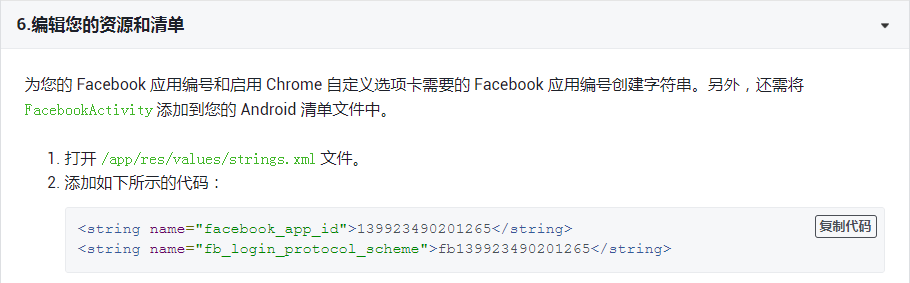 6.编辑您的资源和清单
为您的 Facebook 应用编号和启用 Chrome 自定义选项卡需要的 Facebook 应用编号创建字符串。另外，还需将
FacebookActivity 添加到您的 Android 清单文件中。
1. 打开 /app/res/values/strings.xml 文件。
2. 添加如下所示的代码：
复制代码
<string name="facebook_app_id">139923490201265</string>
<string name="fb_login_protocol_scheme">fb139923490201265</string>